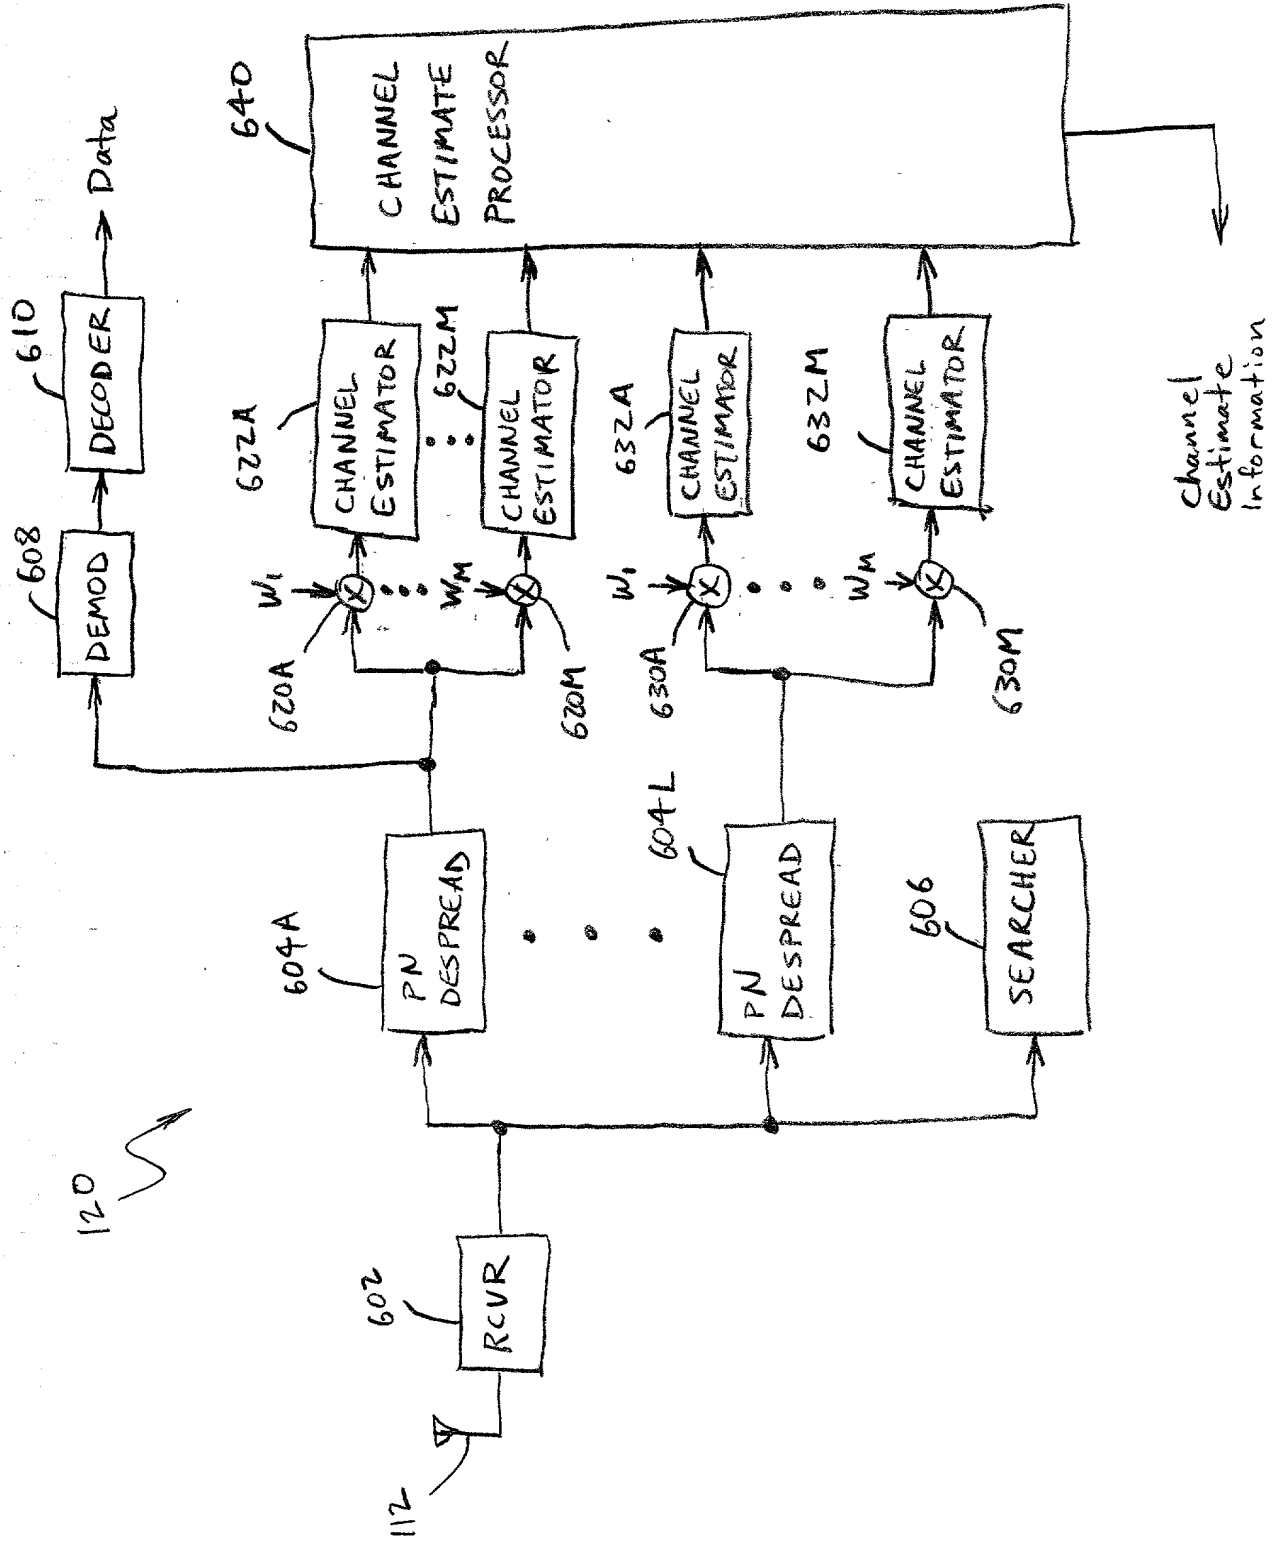 120
608
DEMOD
610
DECODER
Data
640
CHANNEL
ESTIMATE
PROCESSOR
112
602
RCVR
604A
PN
DESPREAD
620A
W1
X
622A
CHANNEL
ESTIMATOR
620M
WM
X
622M
CHANNEL
ESTIMATOR
604L
PN
DESPREAD
630A
W1
X
632A
CHANNEL
ESTIMATOR
630M
WM
X
632M
CHANNEL
ESTIMATOR
606
SEARCHER
Channel
Estimate
Information